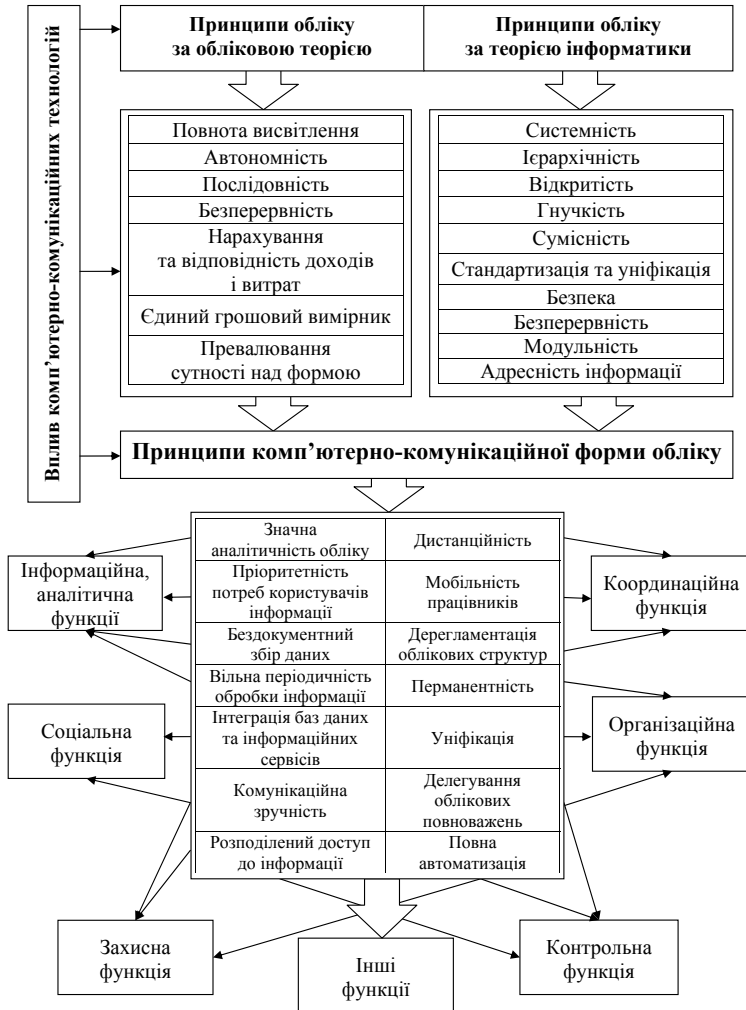 Вплив комп’ютерно-комунікаційних технологій
Принципи обліку
за обліковою теорією
Принципи обліку
за теорією інформатики
Повнота висвітлення
Автономність
Послідовність
Безперервність
Нарахування
та відповідність доходів
і витрат
Єдиний грошовий вимірник
Превалювання
сутності над формою
Системність
Ієрархічність
Відкритість
Гнучкість
Сумісність
Стандартизація та уніфікація
Безпека
Безперервність
Модульність
Адресність інформації
Принципи комп’ютерно-комунікаційної форми обліку
Значна
аналітичність обліку
Дистанційність
Пріоритетність
потреб користувачів
інформації
Мобільність
працівників
Бездокументний
збір даних
Дерегламентація
облікових структур
Вільна періодичність
обробки інформації
Перманентність
Інтеграція баз даних
та інформаційних
сервісів
Уніфікація
Комунікаційна
зручність
Делегування
облікових
повноважень
Розподілений доступ
до інформації
Повна
автоматизація
Інформаційна,
аналітична
функції
Координаційна
функція
Соціальна
функція
Організаційна
функція
Захисна
функція
Інші
функції
Контрольна
функція